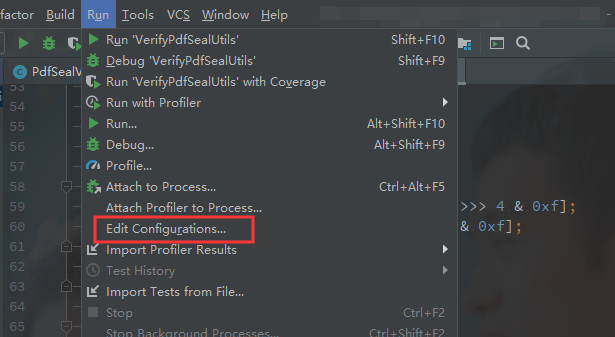 efactor Build Run Tools VCS Window Help
PdfSealV
Run 'VerifyPdfSealUtils' Shift+F10
Debug 'VerifyPdfSealUtils' Shift+F9
Run 'VerifyPdfSealUtils' with Coverage
Run with Profiler
Run... Alt+Shift+F10
Debug... Alt+Shift+F9
Profile...
Attach to Process... Ctrl+Alt+F5
Attach Profiler to Process...
Edit Configurations...
Import Profiler Results
Test History
Import Tests from File...
Stop Ctrl+F2
Stop Background Processes... Ctrl+Shift+F2
53
54
55
56
57
58
59 >>> 4 & 0xf];
60 & 0xf];
61
62
63
64
65